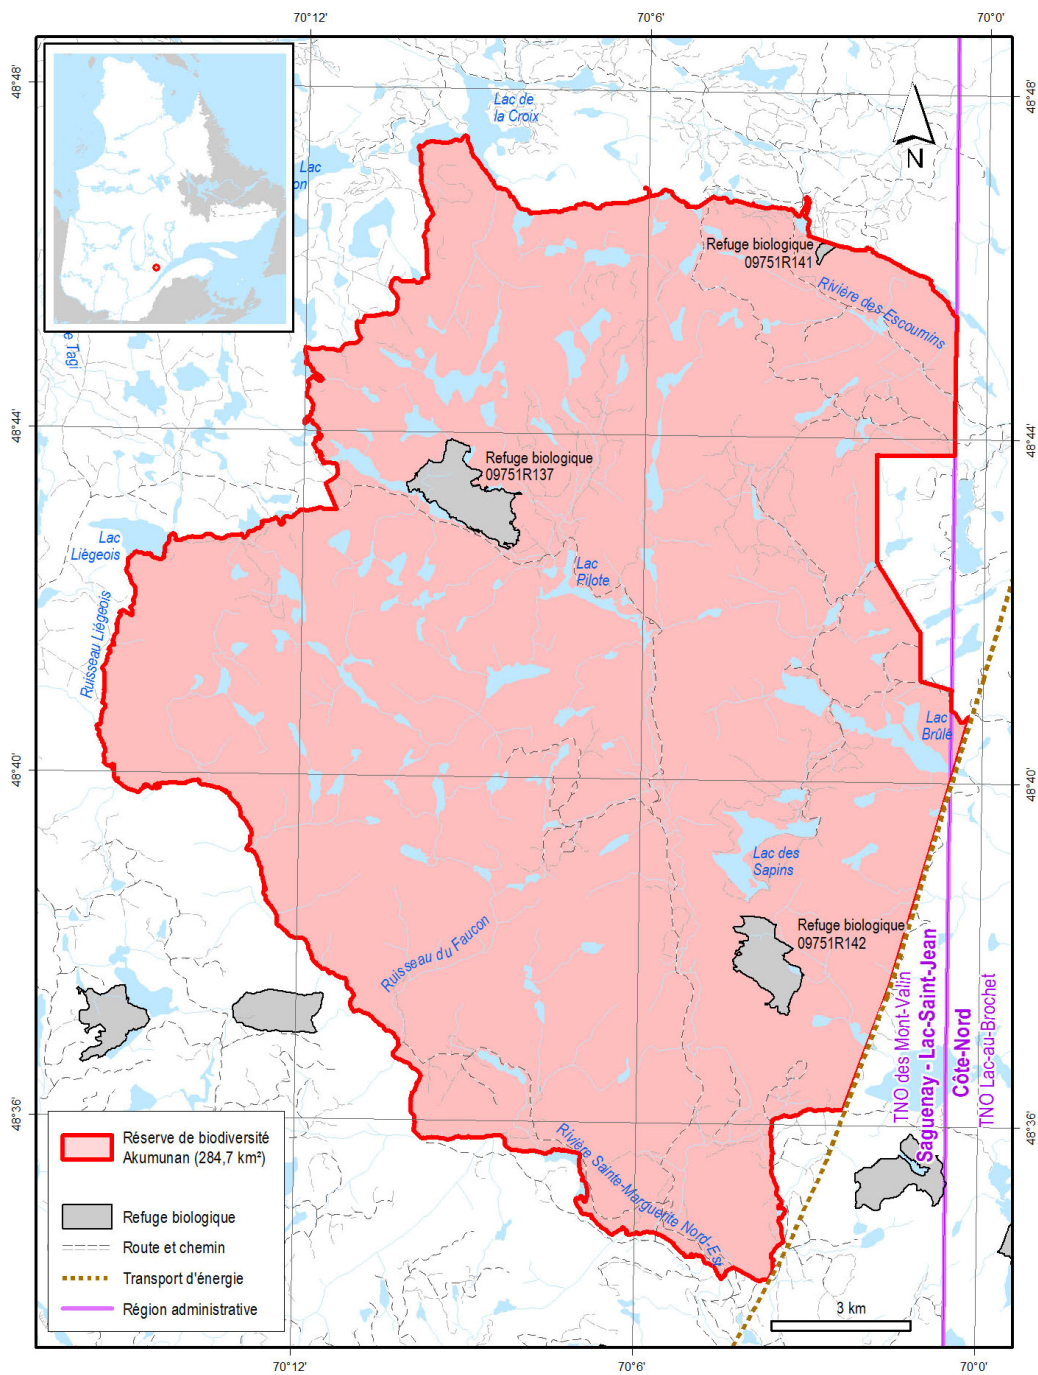 70°12'
70°6'
70°0'
48°48'
48°48'
Lac de
la Croix
Lac
on
N
Refuge biologique
09751R141
Rivière des Escoumins
e Tagi
48°44'
48°44'
Refuge biologique
09751R137
Lac
Liégeois
Lac
Pilote
Ruisseau Liégeois
Lac
Brûlé
48°40'
48°40'
Lac des
Sapins
Refuge biologique
09751R142
Ruisseau du Faucon
TNO des Mont-Valin
Saguenay - Lac-Saint-Jean
Côte-Nord
TNO Lac-au-Brochet
48°36'
48°36'
Rivière Sainte-Marguerite Nord-Est
Réserve de biodiversité
Akumunan (284,7 km²)
Refuge biologique
Route et chemin
Transport d'énergie
Région administrative
3 km
70°12'
70°6'
70°0'